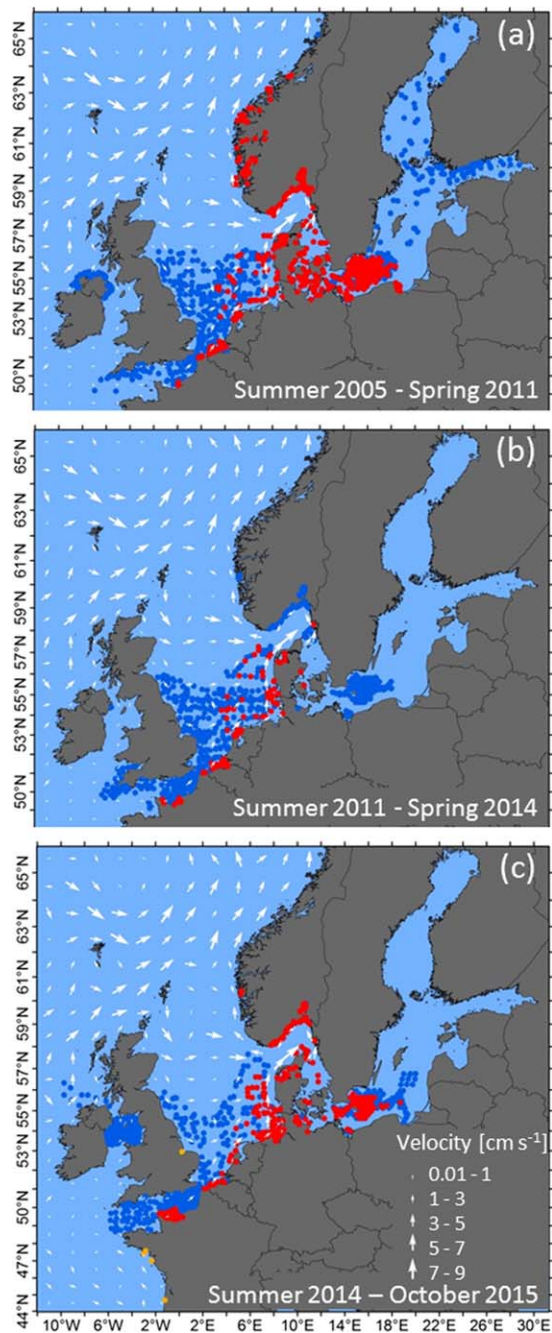 65°N
63°N
61°N
59°N
57°N
55°N
53°N
50°N
(a)
Summer 2005 - Spring 2011
65°N
63°N
61°N
59°N
57°N
55°N
53°N
50°N
(b)
Summer 2011 - Spring 2014
65°N
63°N
61°N
59°N
57°N
55°N
53°N
50°N
47°N
44°N
(c)
Velocity [cm s⁻¹]
0.01 - 1
1 - 3
3 - 5
5 - 7
7 - 9
Summer 2014 – October 2015
10°W 6°W 2°W 2°E 6°E 10°E 14°E 18°E 22°E 27°E 31°E